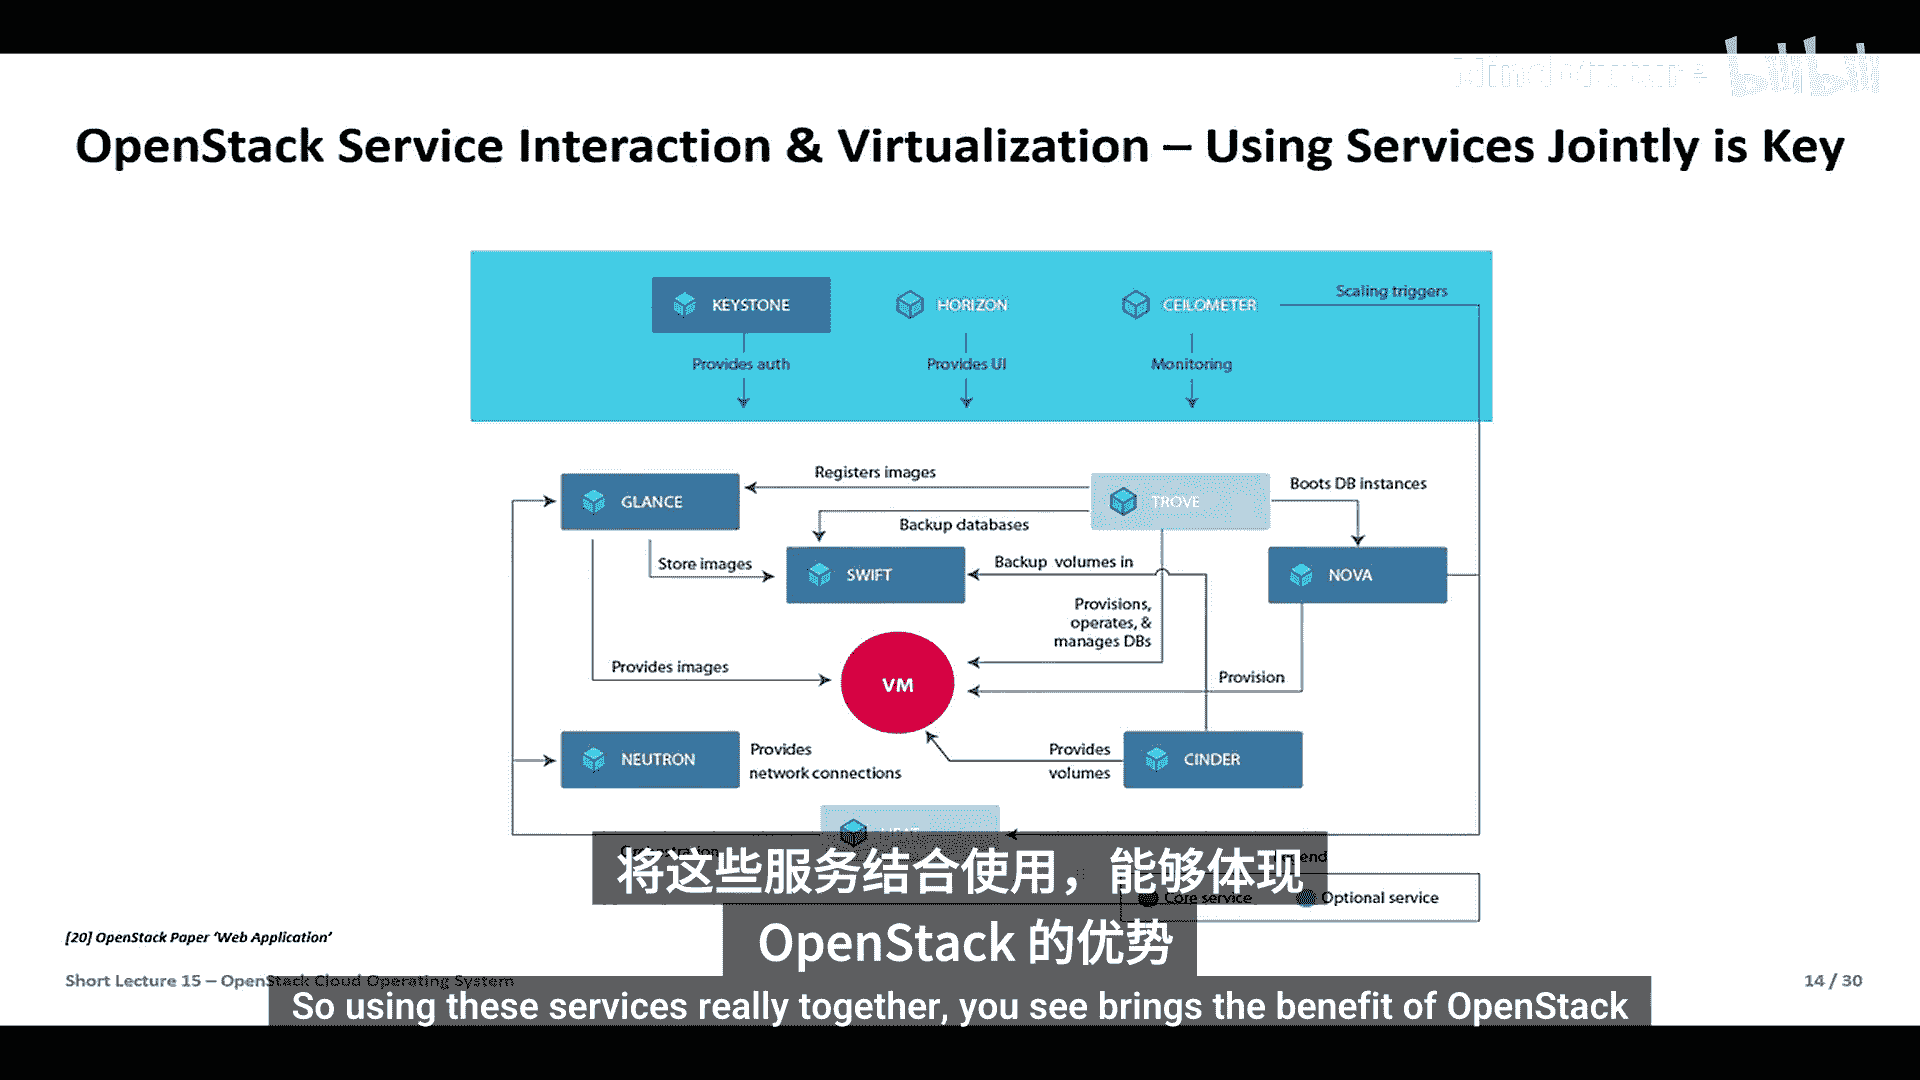 bilibili
OpenStack Service Interaction & Virtualization – Using Services Jointly is Key
KEYSTONE
HORIZON
CEILOMETER
Scaling triggers
Provides auth
Provides UI
Monitoring
Registers images
Boots DB instances
GLANCE
TROVE
Backup databases
Store images
SWIFT
Backup volumes in
NOVA
Provisions,
operates, &
manages DBs
Provides images
VM
Provision
NEUTRON
Provides
network connections
Provides
volumes
CINDER
Core service
Optional service
将这些服务结合使用，能够体现
OpenStack 的优势
[20] OpenStack Paper ‘Web Application’
Short Lecture 15 – OpenStack Cloud Operating System
14 / 30
So using these services really together, you see brings the benefit of OpenStack